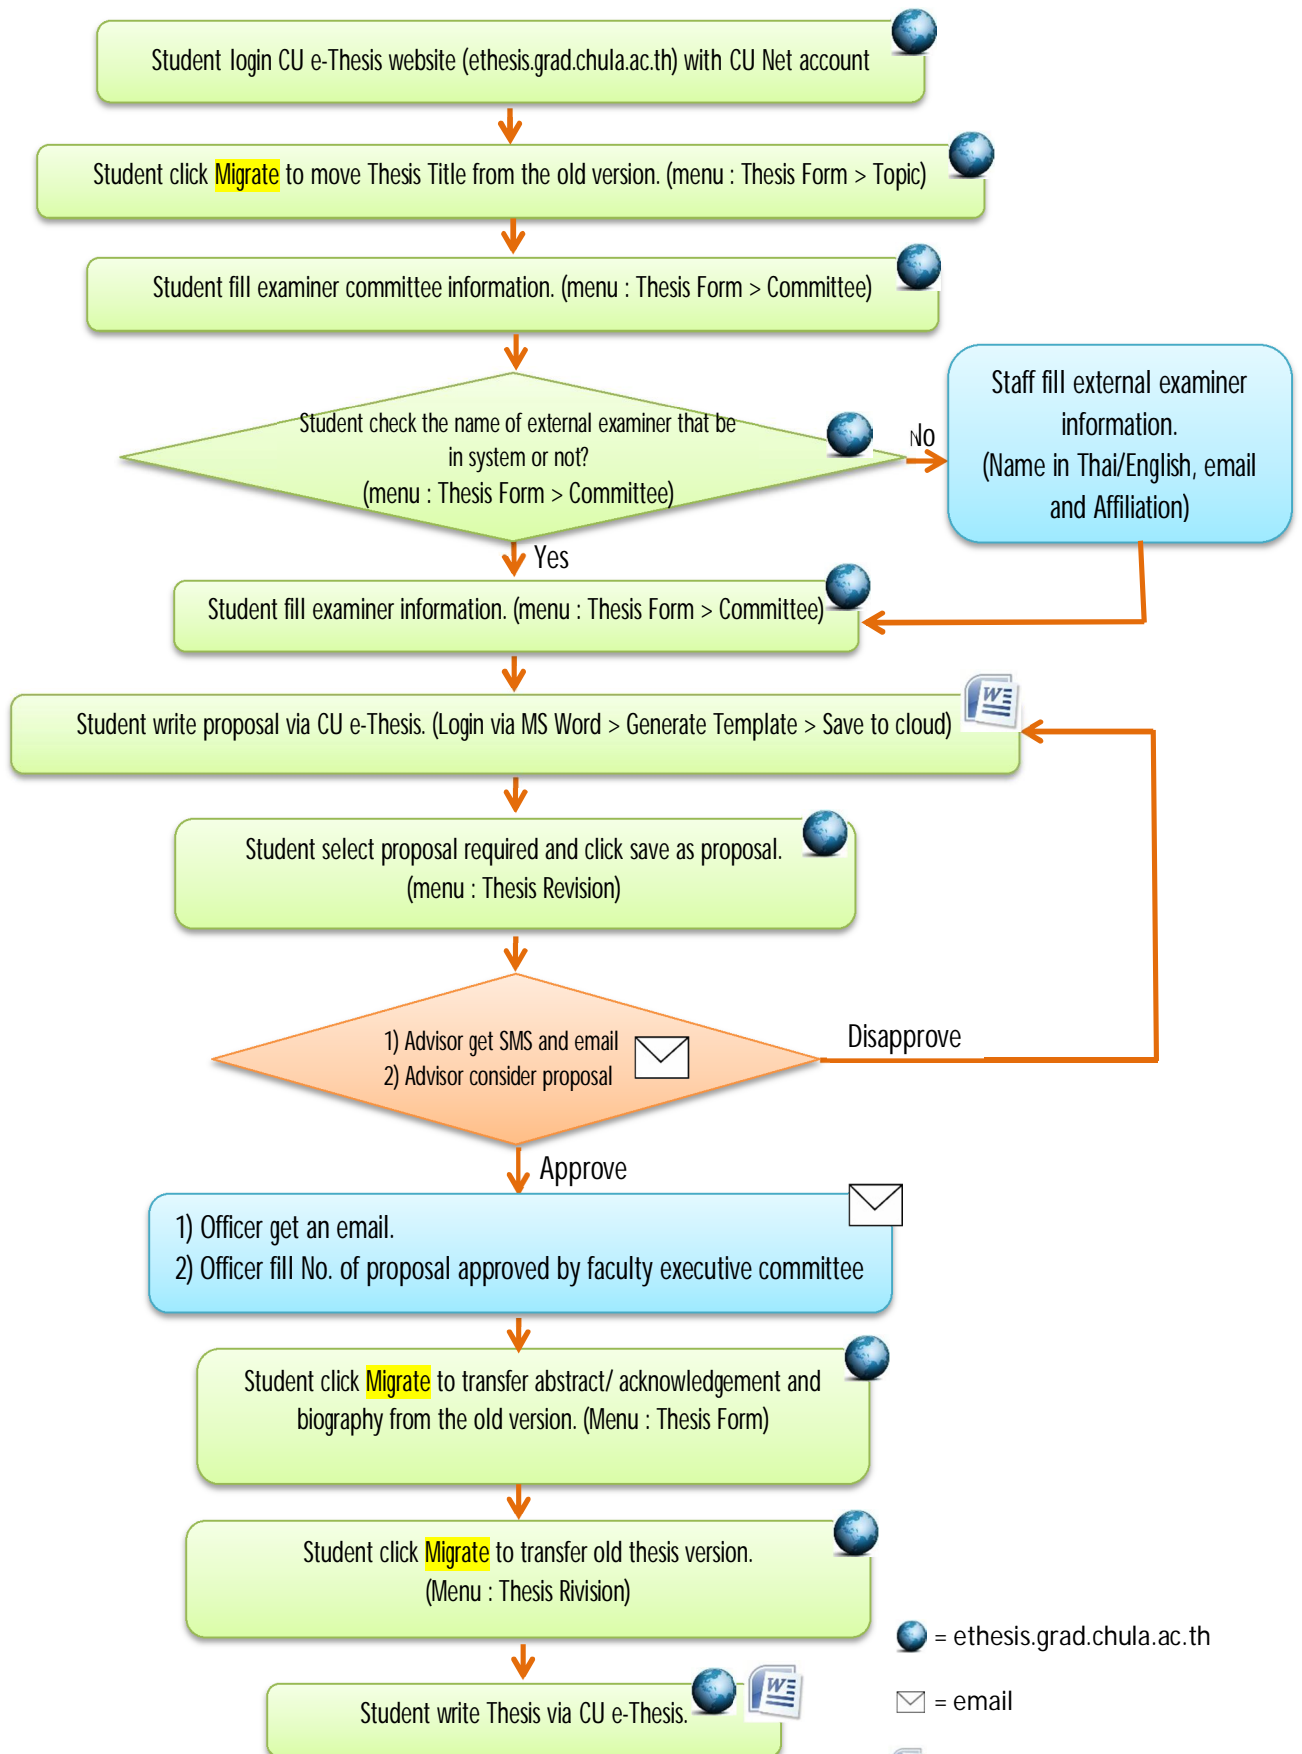 Student login CU e-Thesis website (ethesis.grad.chula.ac.th) with CU Net account
Student click Migrate to move Thesis Title from the old version. (menu : Thesis Form > Topic)
Student fill examiner committee information. (menu : Thesis Form > Committee)
Student check the name of external examiner that be
in system or not?
(menu : Thesis Form > Committee)
No
Staff fill external examiner
information.
(Name in Thai/English, email
and Affiliation)
Yes
Student fill examiner information. (menu : Thesis Form > Committee)
Student write proposal via CU e-Thesis. (Login via MS Word > Generate Template > Save to cloud)
Student select proposal required and click save as proposal.
(menu : Thesis Revision)
1) Advisor get SMS and email
2) Advisor consider proposal
Disapprove
Approve
1) Officer get an email.
2) Officer fill No. of proposal approved by faculty executive committee
Student click Migrate to transfer abstract/ acknowledgement and
biography from the old version. (Menu : Thesis Form)
Student click Migrate to transfer old thesis version.
(Menu : Thesis Rivision)
= ethesis.grad.chula.ac.th
Student write Thesis via CU e-Thesis.
= email